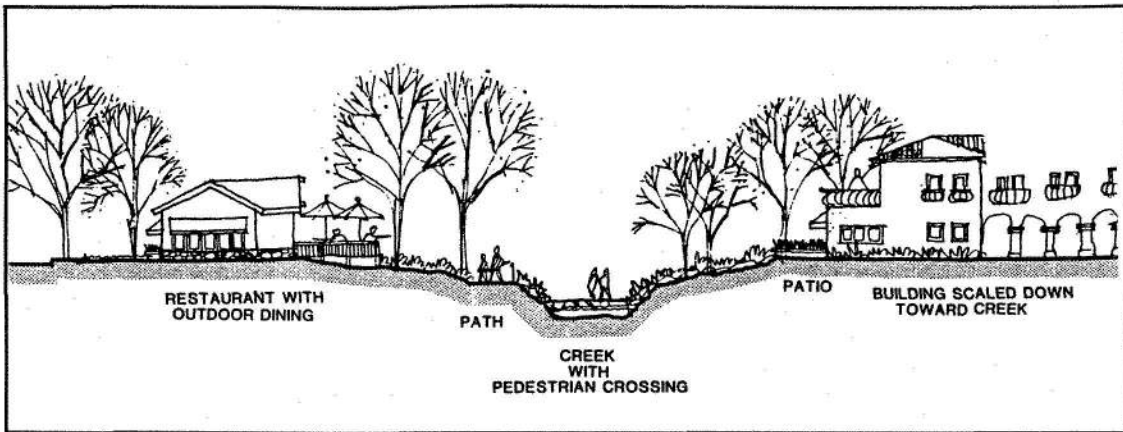 RESTAURANT WITH
OUTDOOR DINING
PATH
CREEK
WITH
PEDESTRIAN CROSSING
PATIO
BUILDING SCALED DOWN
TOWARD CREEK